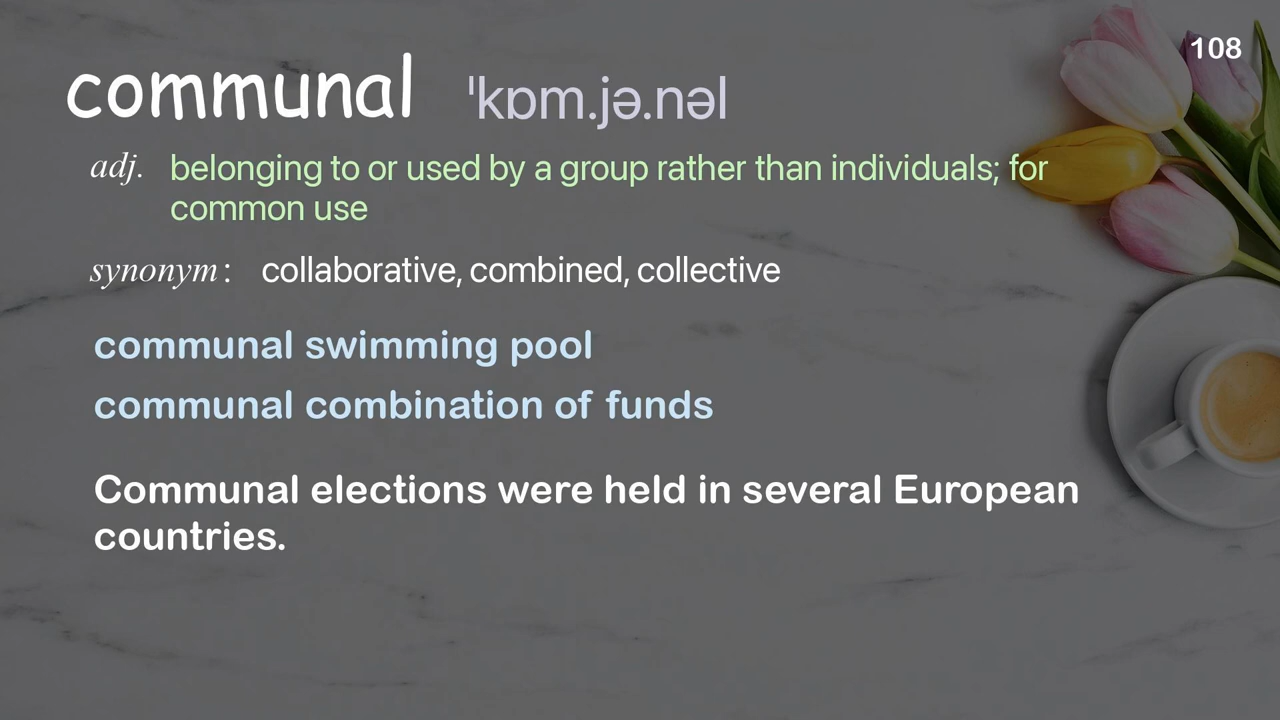 108
communal ˈkɒm.jə.nəl
adj. belonging to or used by a group rather than individuals; for
common use
synonym: collaborative, combined, collective
communal swimming pool
communal combination of funds
Communal elections were held in several European
countries.